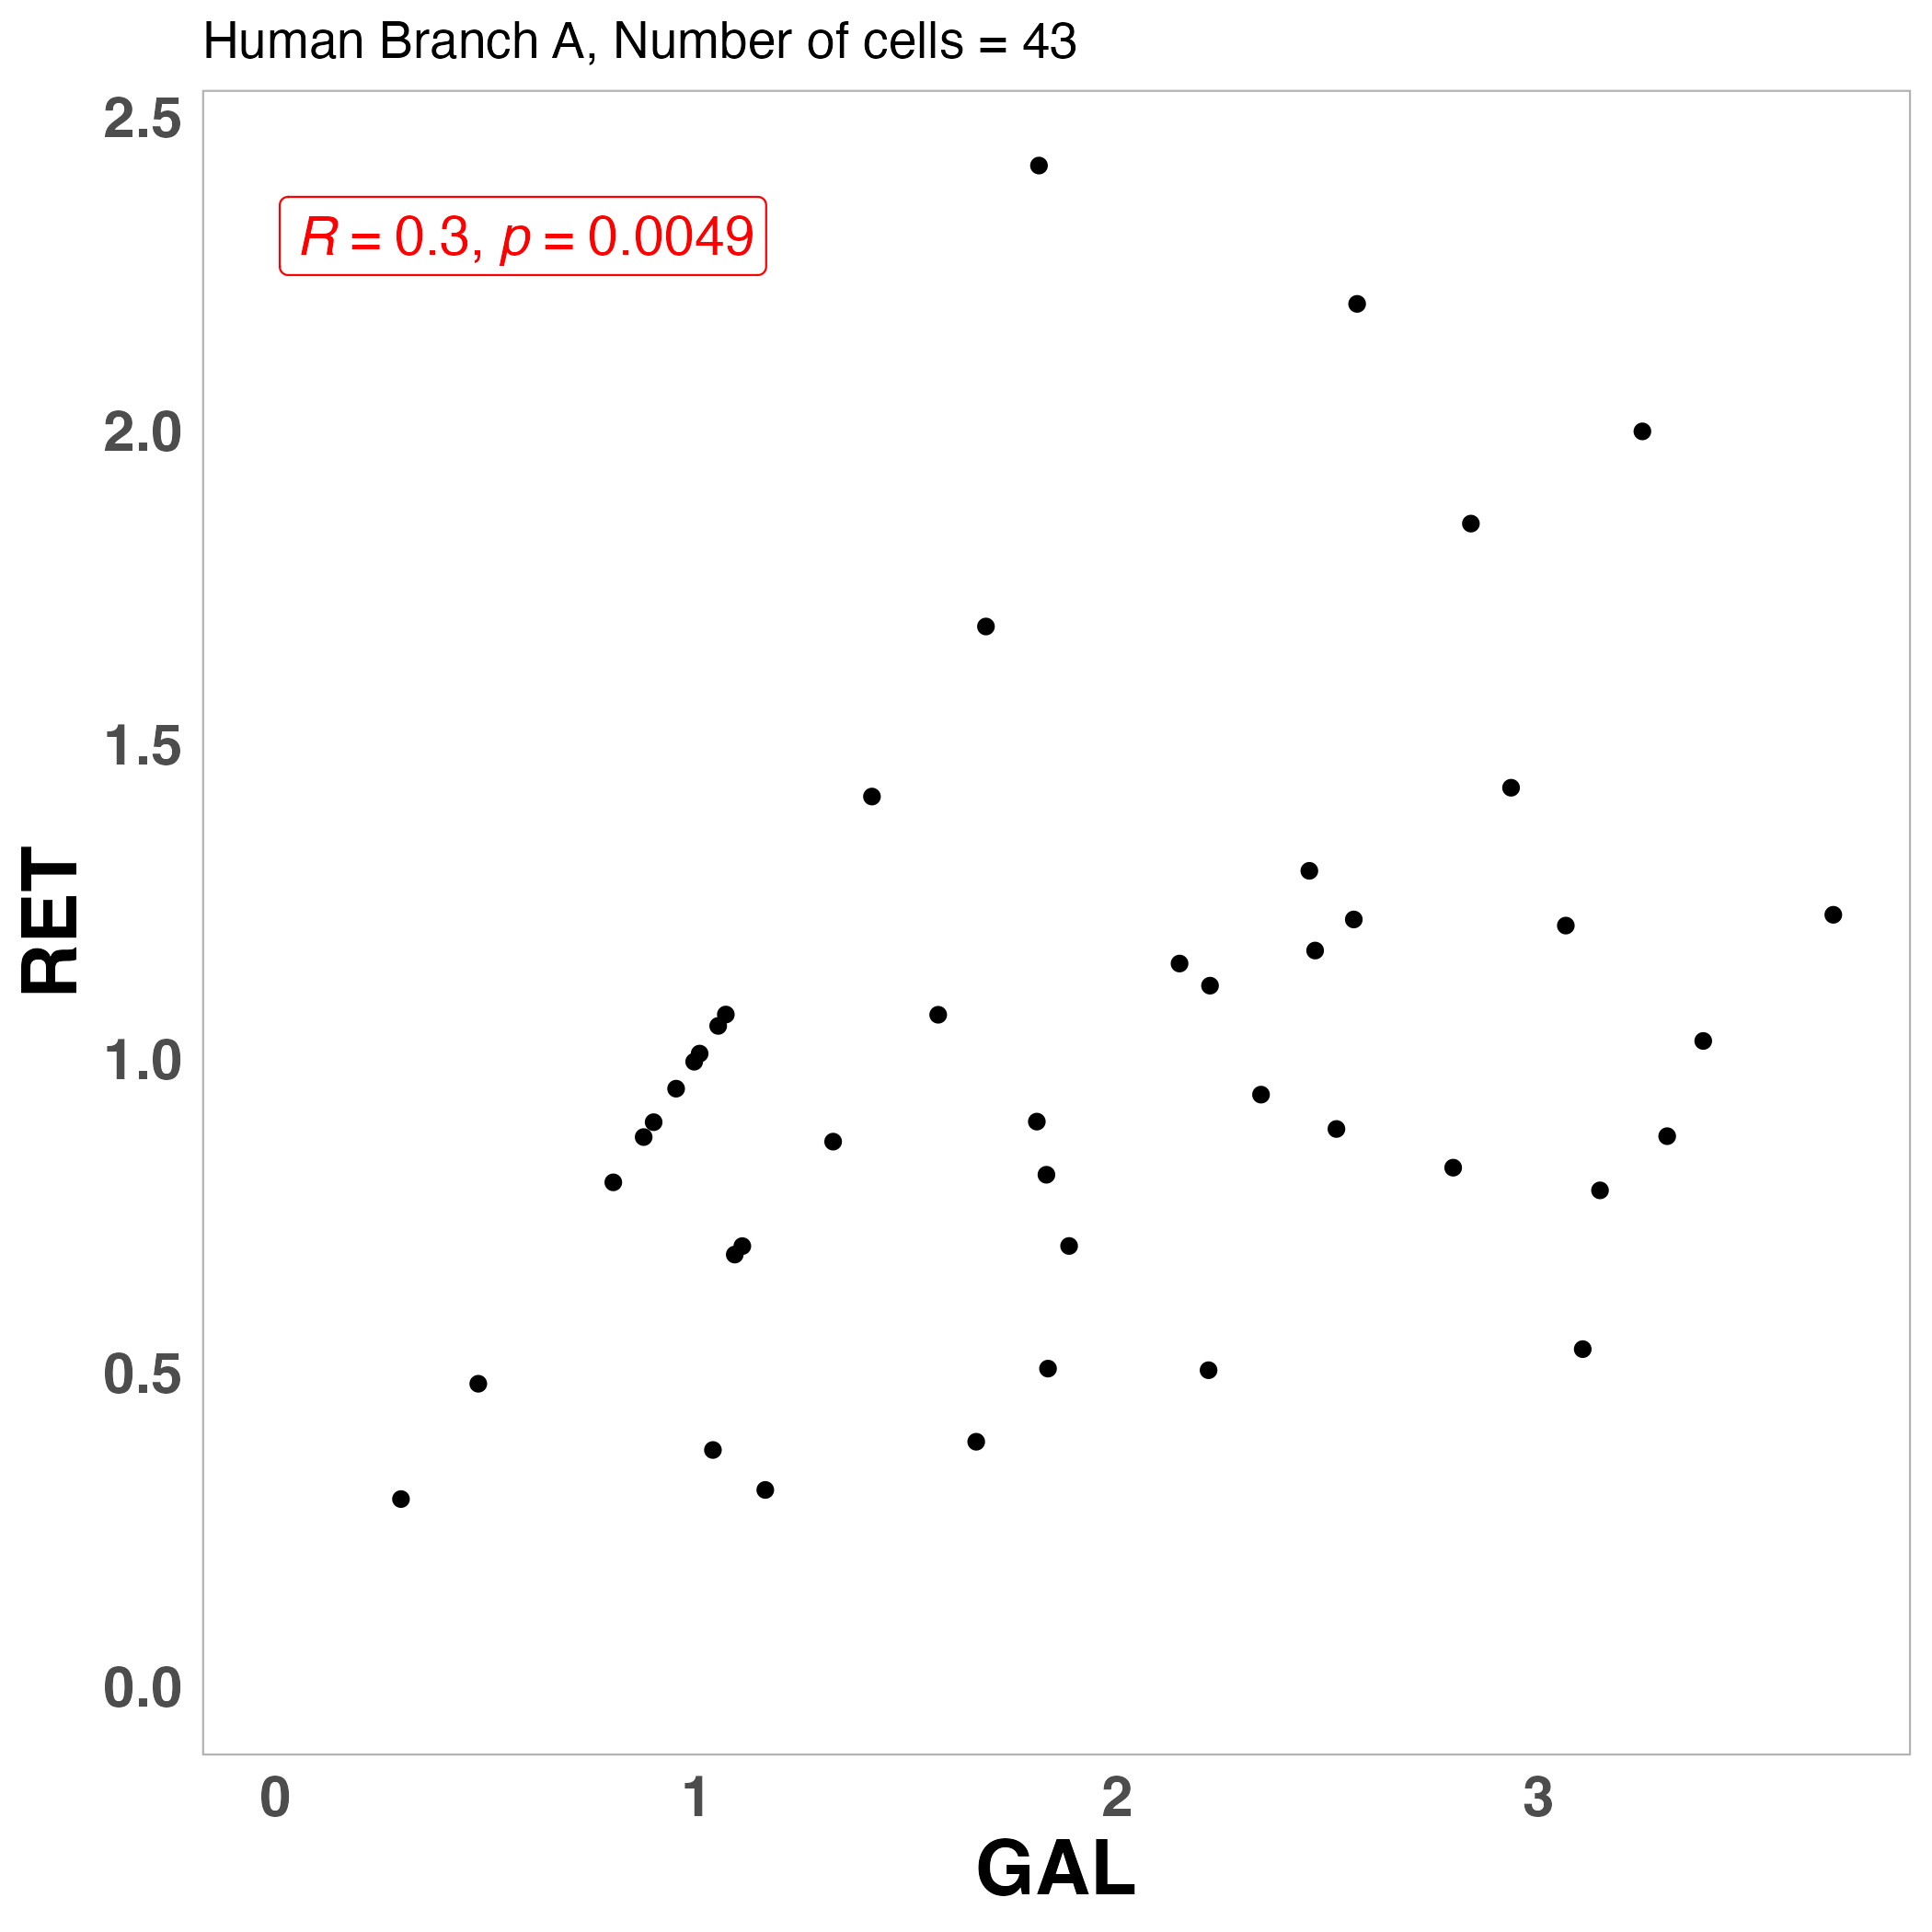 Human Branch A, Number of cells = 43
2.5
R = 0.3, p = 0.0049
2.0
1.5
RET
1.0
0.5
0.0
0 1 2 3
GAL